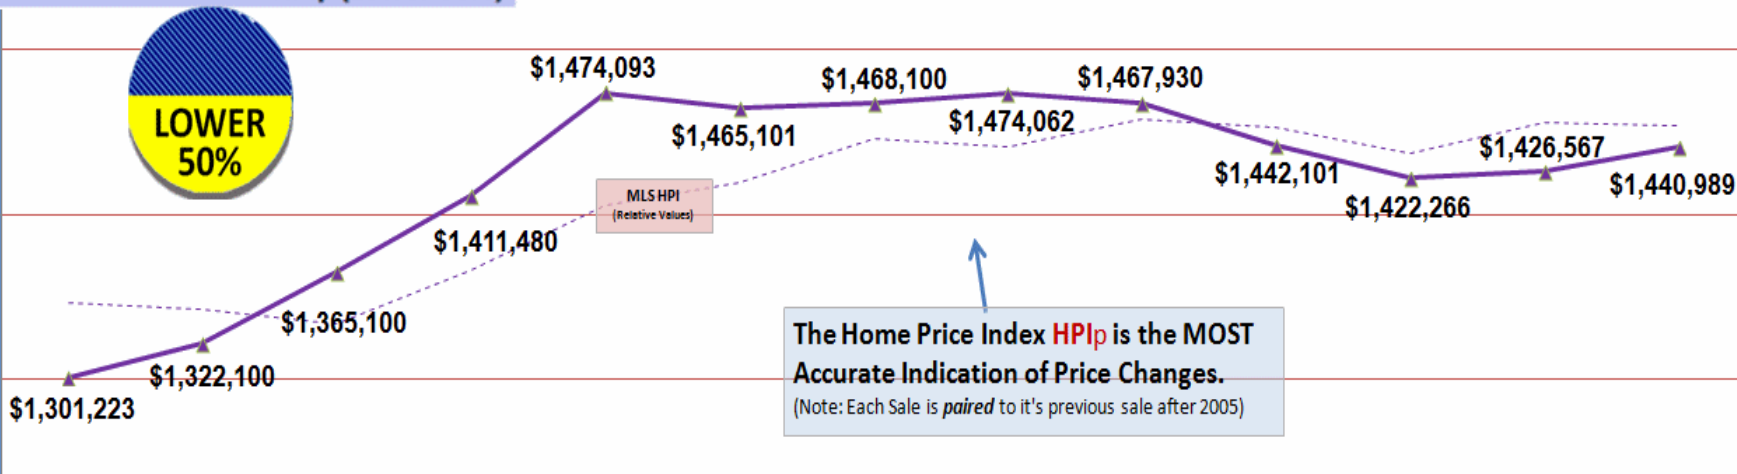 LOWER
50%
$1,301,223
$1,322,100
$1,365,100
$1,411,480
$1,474,093
$1,465,101
$1,468,100
$1,474,062
$1,467,930
$1,442,101
$1,422,266
$1,426,567
$1,440,989
MLS HPI
(Relative Values)
The Home Price Index HPIp is the MOST
Accurate Indication of Price Changes.
(Note: Each Sale is paired to it's previous sale after 2005)